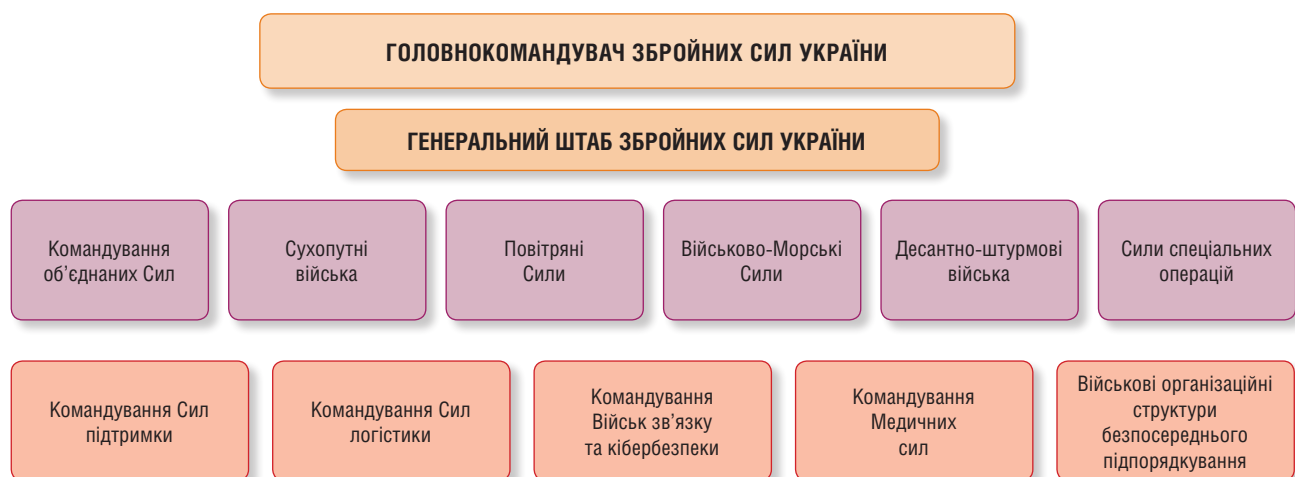 ГОЛОВНОКОМАНДУВАЧ ЗБРОЙНИХ СИЛ УКРАЇНИ
ГЕНЕРАЛЬНИЙ ШТАБ ЗБРОЙНИХ СИЛ УКРАЇНИ
Командування
об’єднаних Сил
Сухопутні
війська
Повітряні
Сили
Військово-Морські
Сили
Десантно-штурмові
війська
Сили спеціальних
операцій
Командування Сил
підтримки
Командування Сил
логістики
Командування
Військ зв’язку
та кібербезпеки
Командування
Медичних
сил
Військові організаційні
структури
безпосереднього
підпорядкування